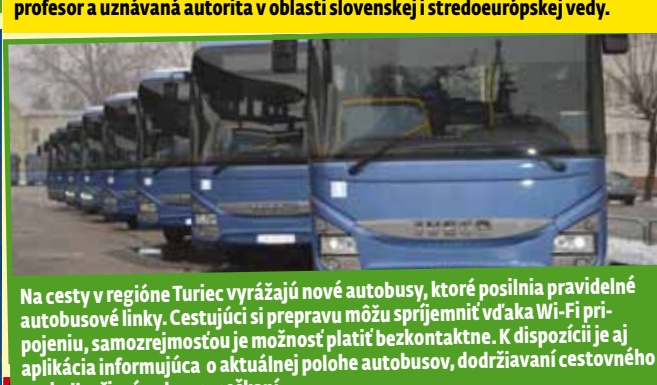 profesor a uznávaná autorita v oblasti slovenskej i stredoeurópskej vedy.
IVECO
Na cesty v regióne Turiec vyrážajú nové autobusy, ktoré posilnia pravidelné
autobusové linky. Cestujúci si prepravu môžu spríjemniť vďaka Wi-Fi pri-
pojeniu, samozrejmosťou je možnosť platiť bezkontaktne. K dispozícii je aj
aplikácia informujúca o aktuálnej polohe autobusov, dodržiavaní cestovného